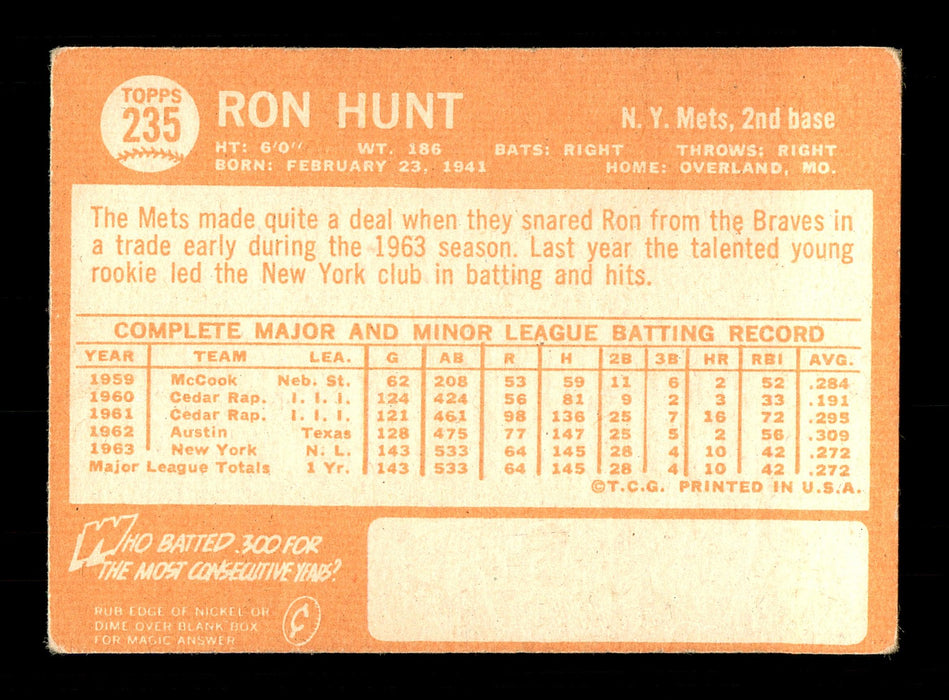 TOPPS
235
RON HUNT
N. Y. Mets, 2nd base
HT: 6'0" WT. 186 BATS: RIGHT THROWS: RIGHT
BORN: FEBRUARY 23, 1941 HOME: OVERLAND, MO.
The Mets made quite a deal when they snared Ron from the Braves in
a trade early during the 1963 season. Last year the talented young
rookie led the New York club in batting and hits.
COMPLETE MAJOR AND MINOR LEAGUE BATTING RECORD
YEAR TEAM LEA. G AB R H 2B 3B HR RBI AVG.
1959 McCook Neb. St. 62 208 53 59 11 6 2 52 .284
1960 Cedar Rap. I. I. I. 124 424 56 81 9 2 3 33 .191
1961 Cedar Rap. I. I. I. 121 461 98 136 25 7 16 72 .295
1962 Austin Texas 128 475 77 147 25 5 2 56 .309
1963 New York N. L. 143 533 64 145 28 4 10 42 .272
Major League Totals 1 Yr. 143 533 64 145 28 4 10 42 .272
©T.C.G. PRINTED IN U.S.A.
WHO BATTED .300 FOR
THE MOST CONSECUTIVE YEARS?
RUB EDGE OF NICKEL OR
DIME OVER BLANK BOX
FOR MAGIC ANSWER
¢